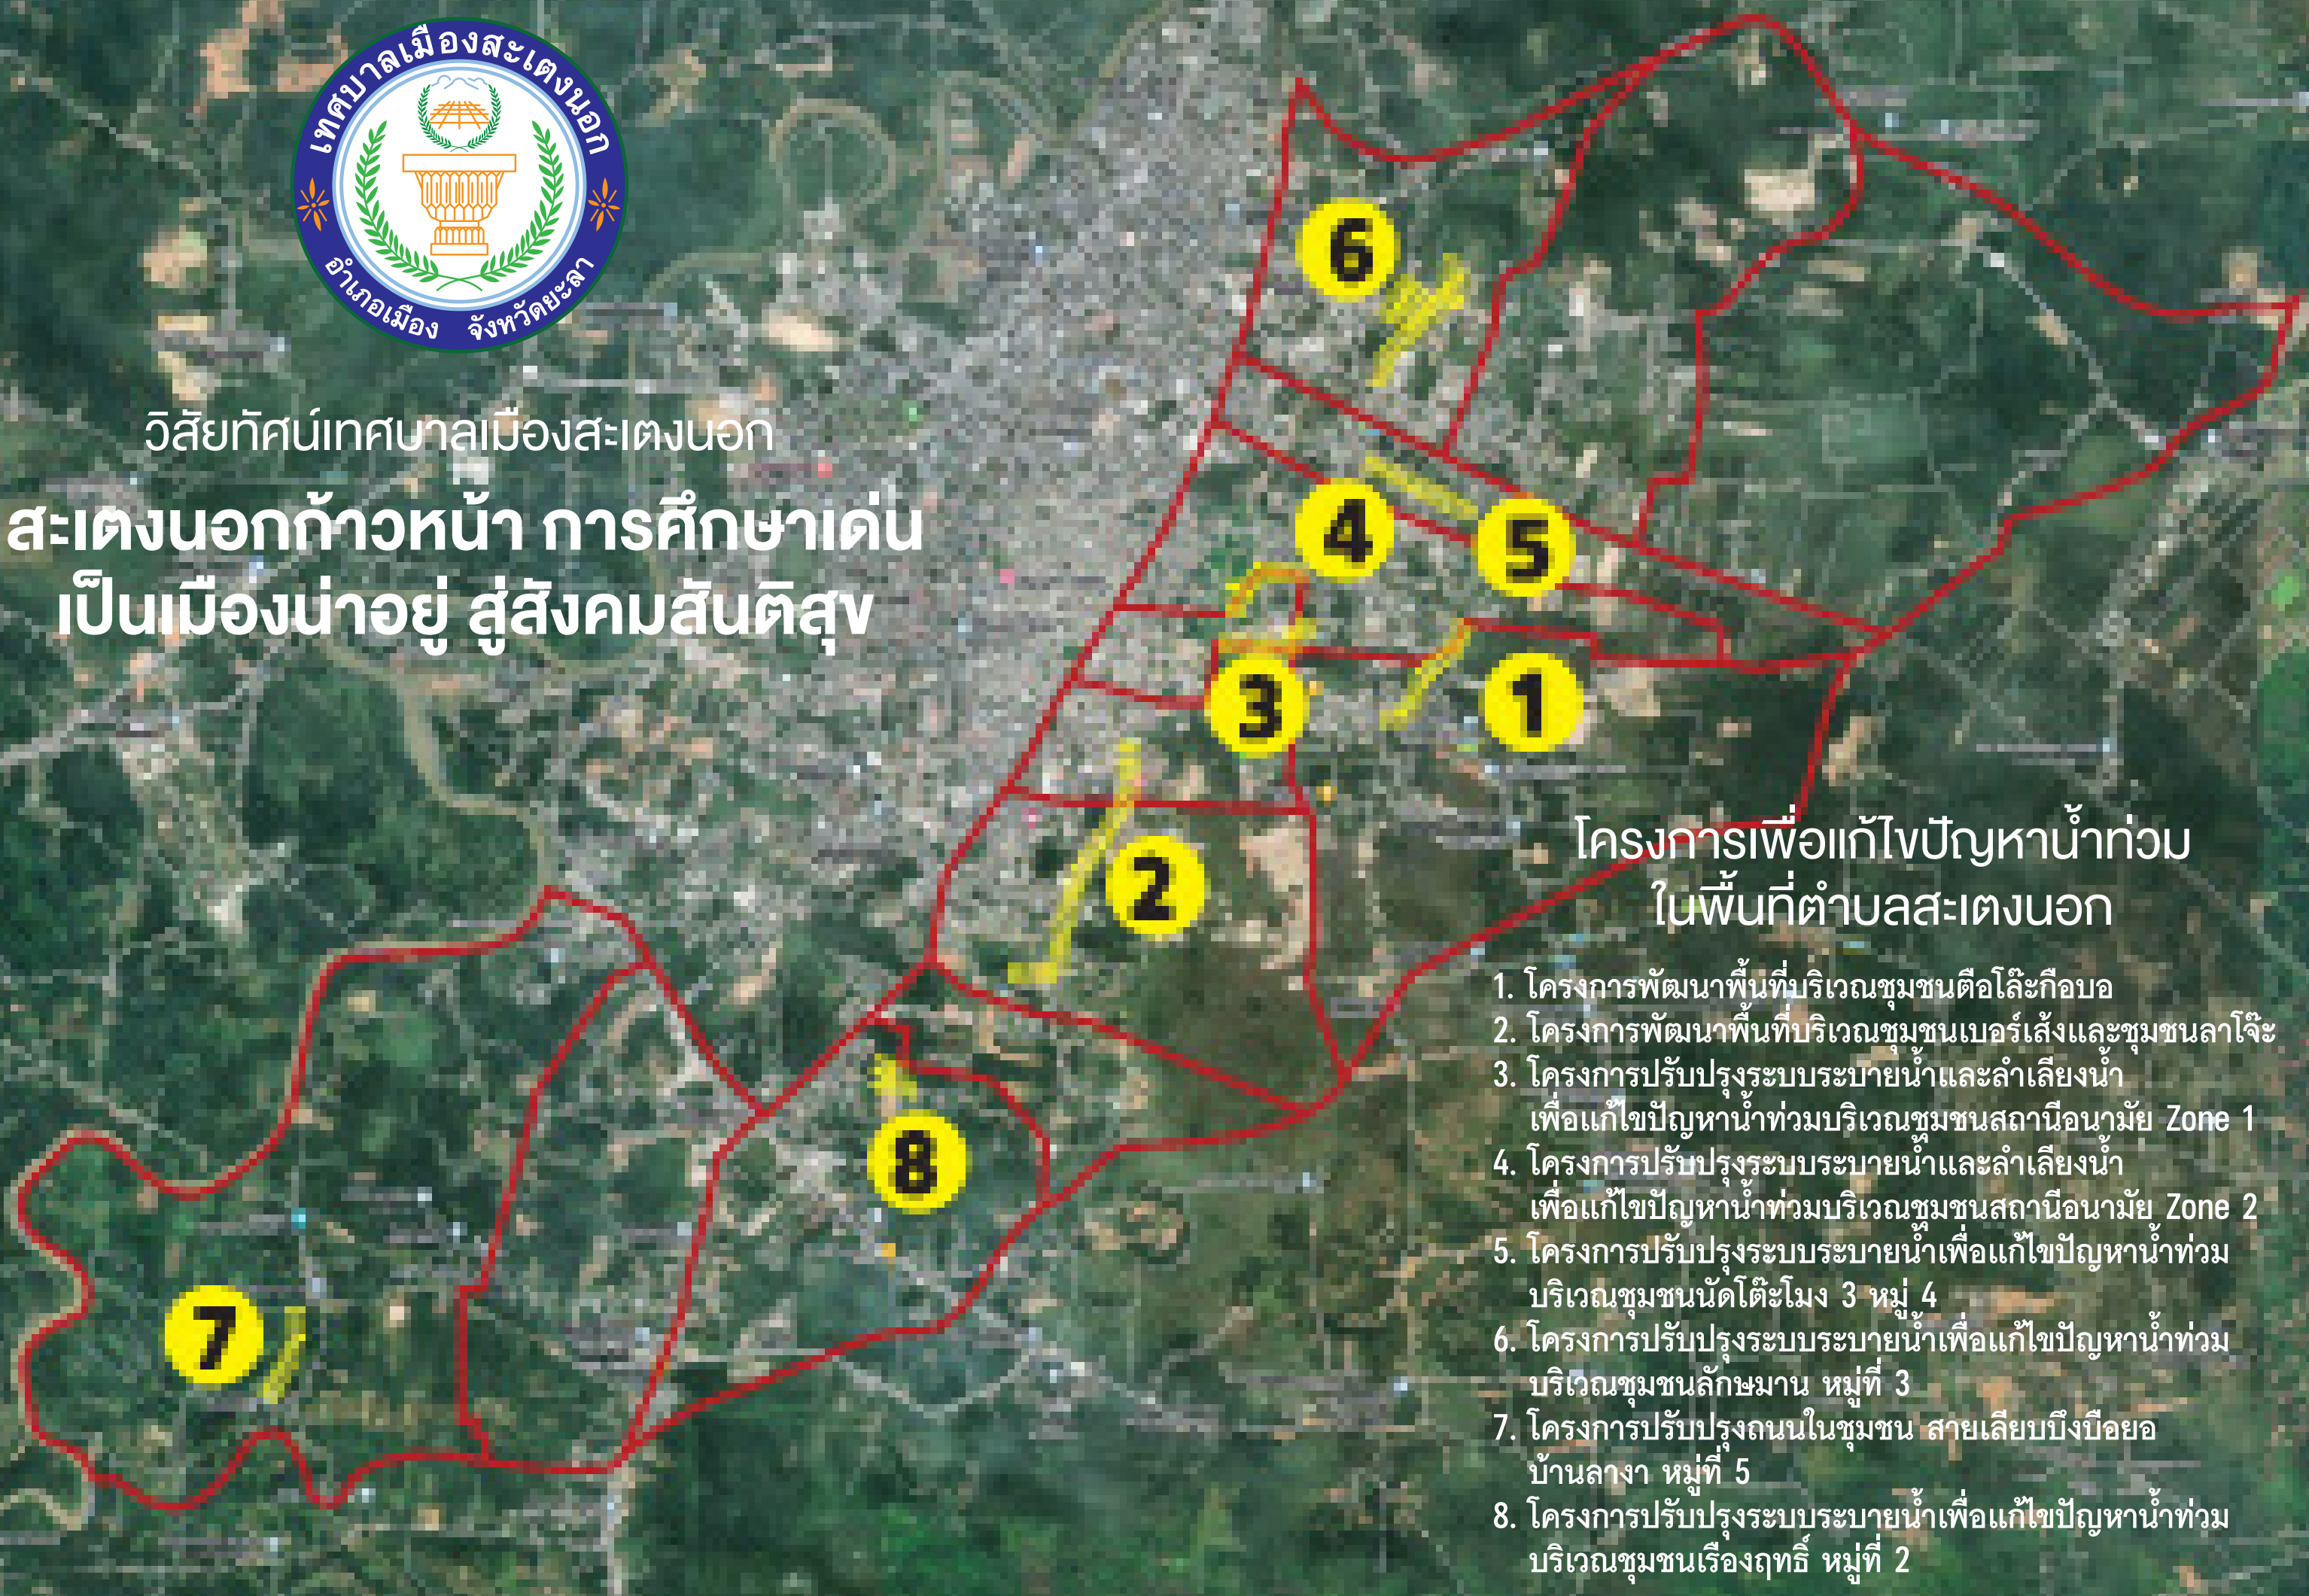 เทศบาลเมืองสะเตงนอก
อำเภอเมือง จังหวัดยะลา
วิสัยทัศน์เทศบาลเมืองสะเตงนอก
สะเตงนอกก้าวหน้า การศึกษาเด่น
เป็นเมืองน่าอยู่ สู่สังคมสันติสุข
6
4
5
3
1
2
8
7
โครงการเพื่อแก้ไขปัญหาน้ำท่วม
ในพื้นที่ตำบลสะเตงนอก
1. โครงการพัฒนาพื้นที่บริเวณชุมชนตือโล๊ะกือบอ
2. โครงการพัฒนาพื้นที่บริเวณชุมชนเบอร์เส้งและชุมชนลาโจ๊ะ
3. โครงการปรับปรุงระบบระบายน้ำและลำเลียงน้ำ
เพื่อแก้ไขปัญหาน้ำท่วมบริเวณชุมชนสถานีอนามัย Zone 1
4. โครงการปรับปรุงระบบระบายน้ำและลำเลียงน้ำ
เพื่อแก้ไขปัญหาน้ำท่วมบริเวณชุมชนสถานีอนามัย Zone 2
5. โครงการปรับปรุงระบบระบายน้ำเพื่อแก้ไขปัญหาน้ำท่วม
บริเวณชุมชนนัดโต๊ะโมง 3 หมู่ 4
6. โครงการปรับปรุงระบบระบายน้ำเพื่อแก้ไขปัญหาน้ำท่วม
บริเวณชุมชนลักษมาน หมู่ที่ 3
7. โครงการปรับปรุงถนนในชุมชน สายเลียบบึงบือยอ
บ้านลางา หมู่ที่ 5
8. โครงการปรับปรุงระบบระบายน้ำเพื่อแก้ไขปัญหาน้ำท่วม
บริเวณชุมชนเรืองฤทธิ์ หมู่ที่ 2